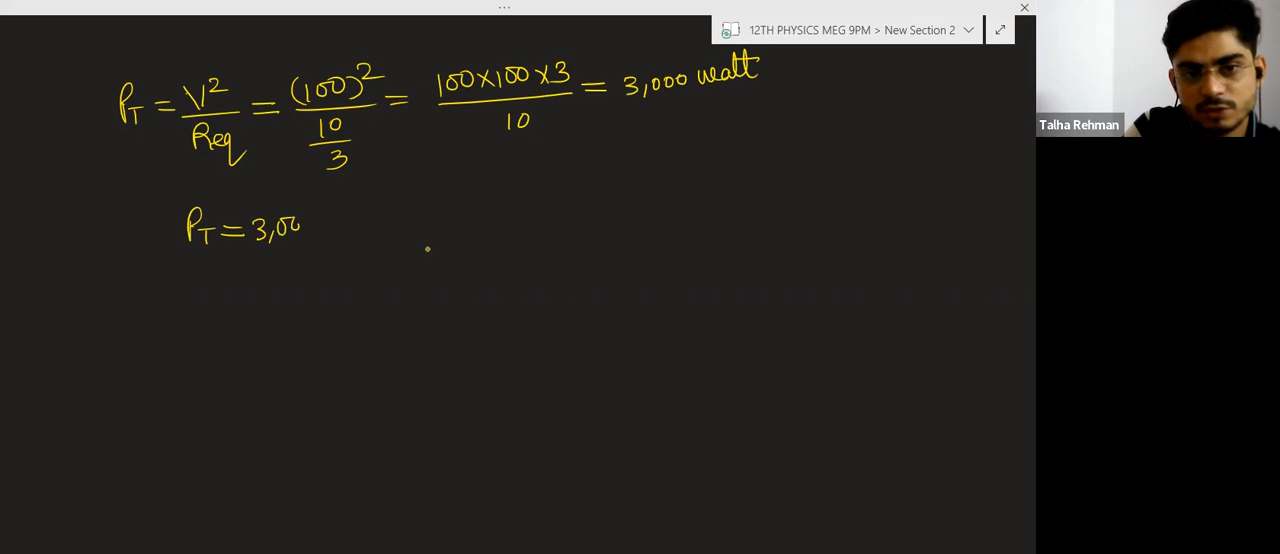 12TH PHYSICS MEG 9PM > New Section 2
P_T = V²/Req = (100)²/(10/3) = 100×100×3/10 = 3,000 watt
P_T = 3,00
Talha Rehman